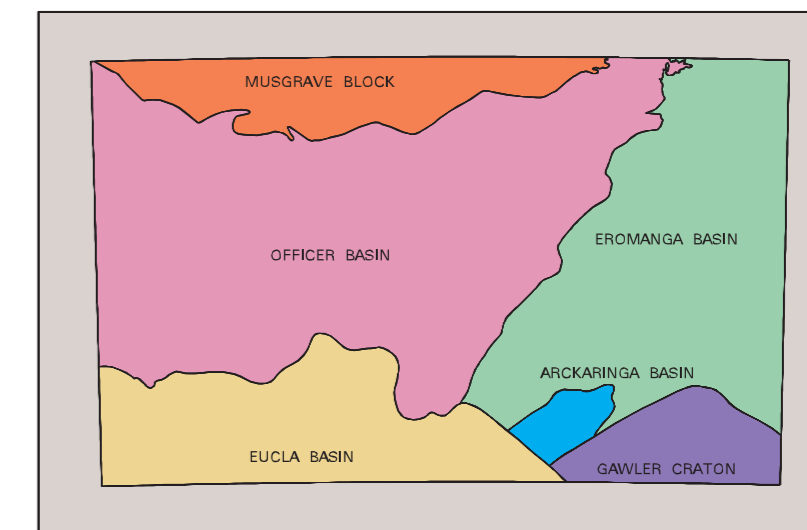 MUSGRAVE BLOCK
EROMANGA BASIN
OFFICER BASIN
ARCKARINGA BASIN
EUCLA BASIN
GAWLER CRATON